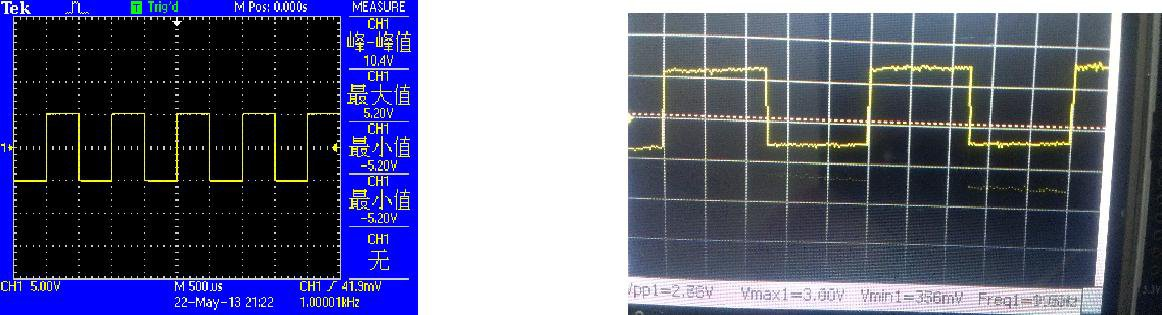 Tek
T Trig'd
M Pos: 0.000s
MEASURE
CH1
峰-峰值
10.4V
CH1
最大值
5.20V
CH1
最小值
-5.20V
CH1
最小值
-5.20V
CH1
无
1
CH1 5.00V
M 500us
CH1 41.9mV
22-May-13 21:22
1.00001kHz
Vmax1=3.00V
Freq1=